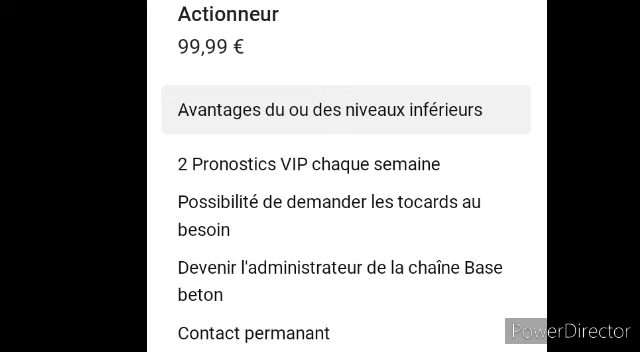 Actionneur
99,99 €
Avantages du ou des niveaux inférieurs
2 Pronostics VIP chaque semaine
Possibilité de demander les tocards au
besoin
Devenir l'administrateur de la chaîne Base
beton
Contact permanant
PowerDirector